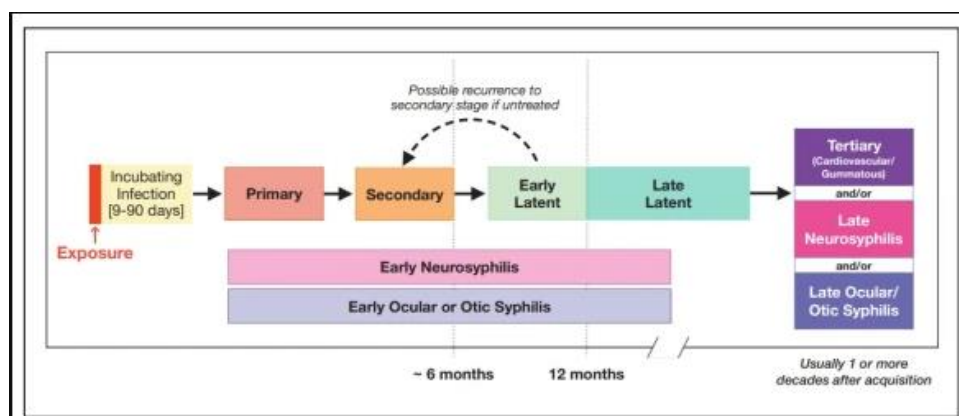 Possible recurrence to
secondary stage if untreated
Incubating
Infection
[9-90 days]
Exposure
Primary
Secondary
Early
Latent
Late
Latent
Tertiary
(Cardiovascular/
Gummatous)
and/or
Late
Neurosyphilis
and/or
Late Ocular/
Otic Syphilis
Early Neurosyphilis
Early Ocular or Otic Syphilis
~ 6 months
12 months
Usually 1 or more
decades after acquisition